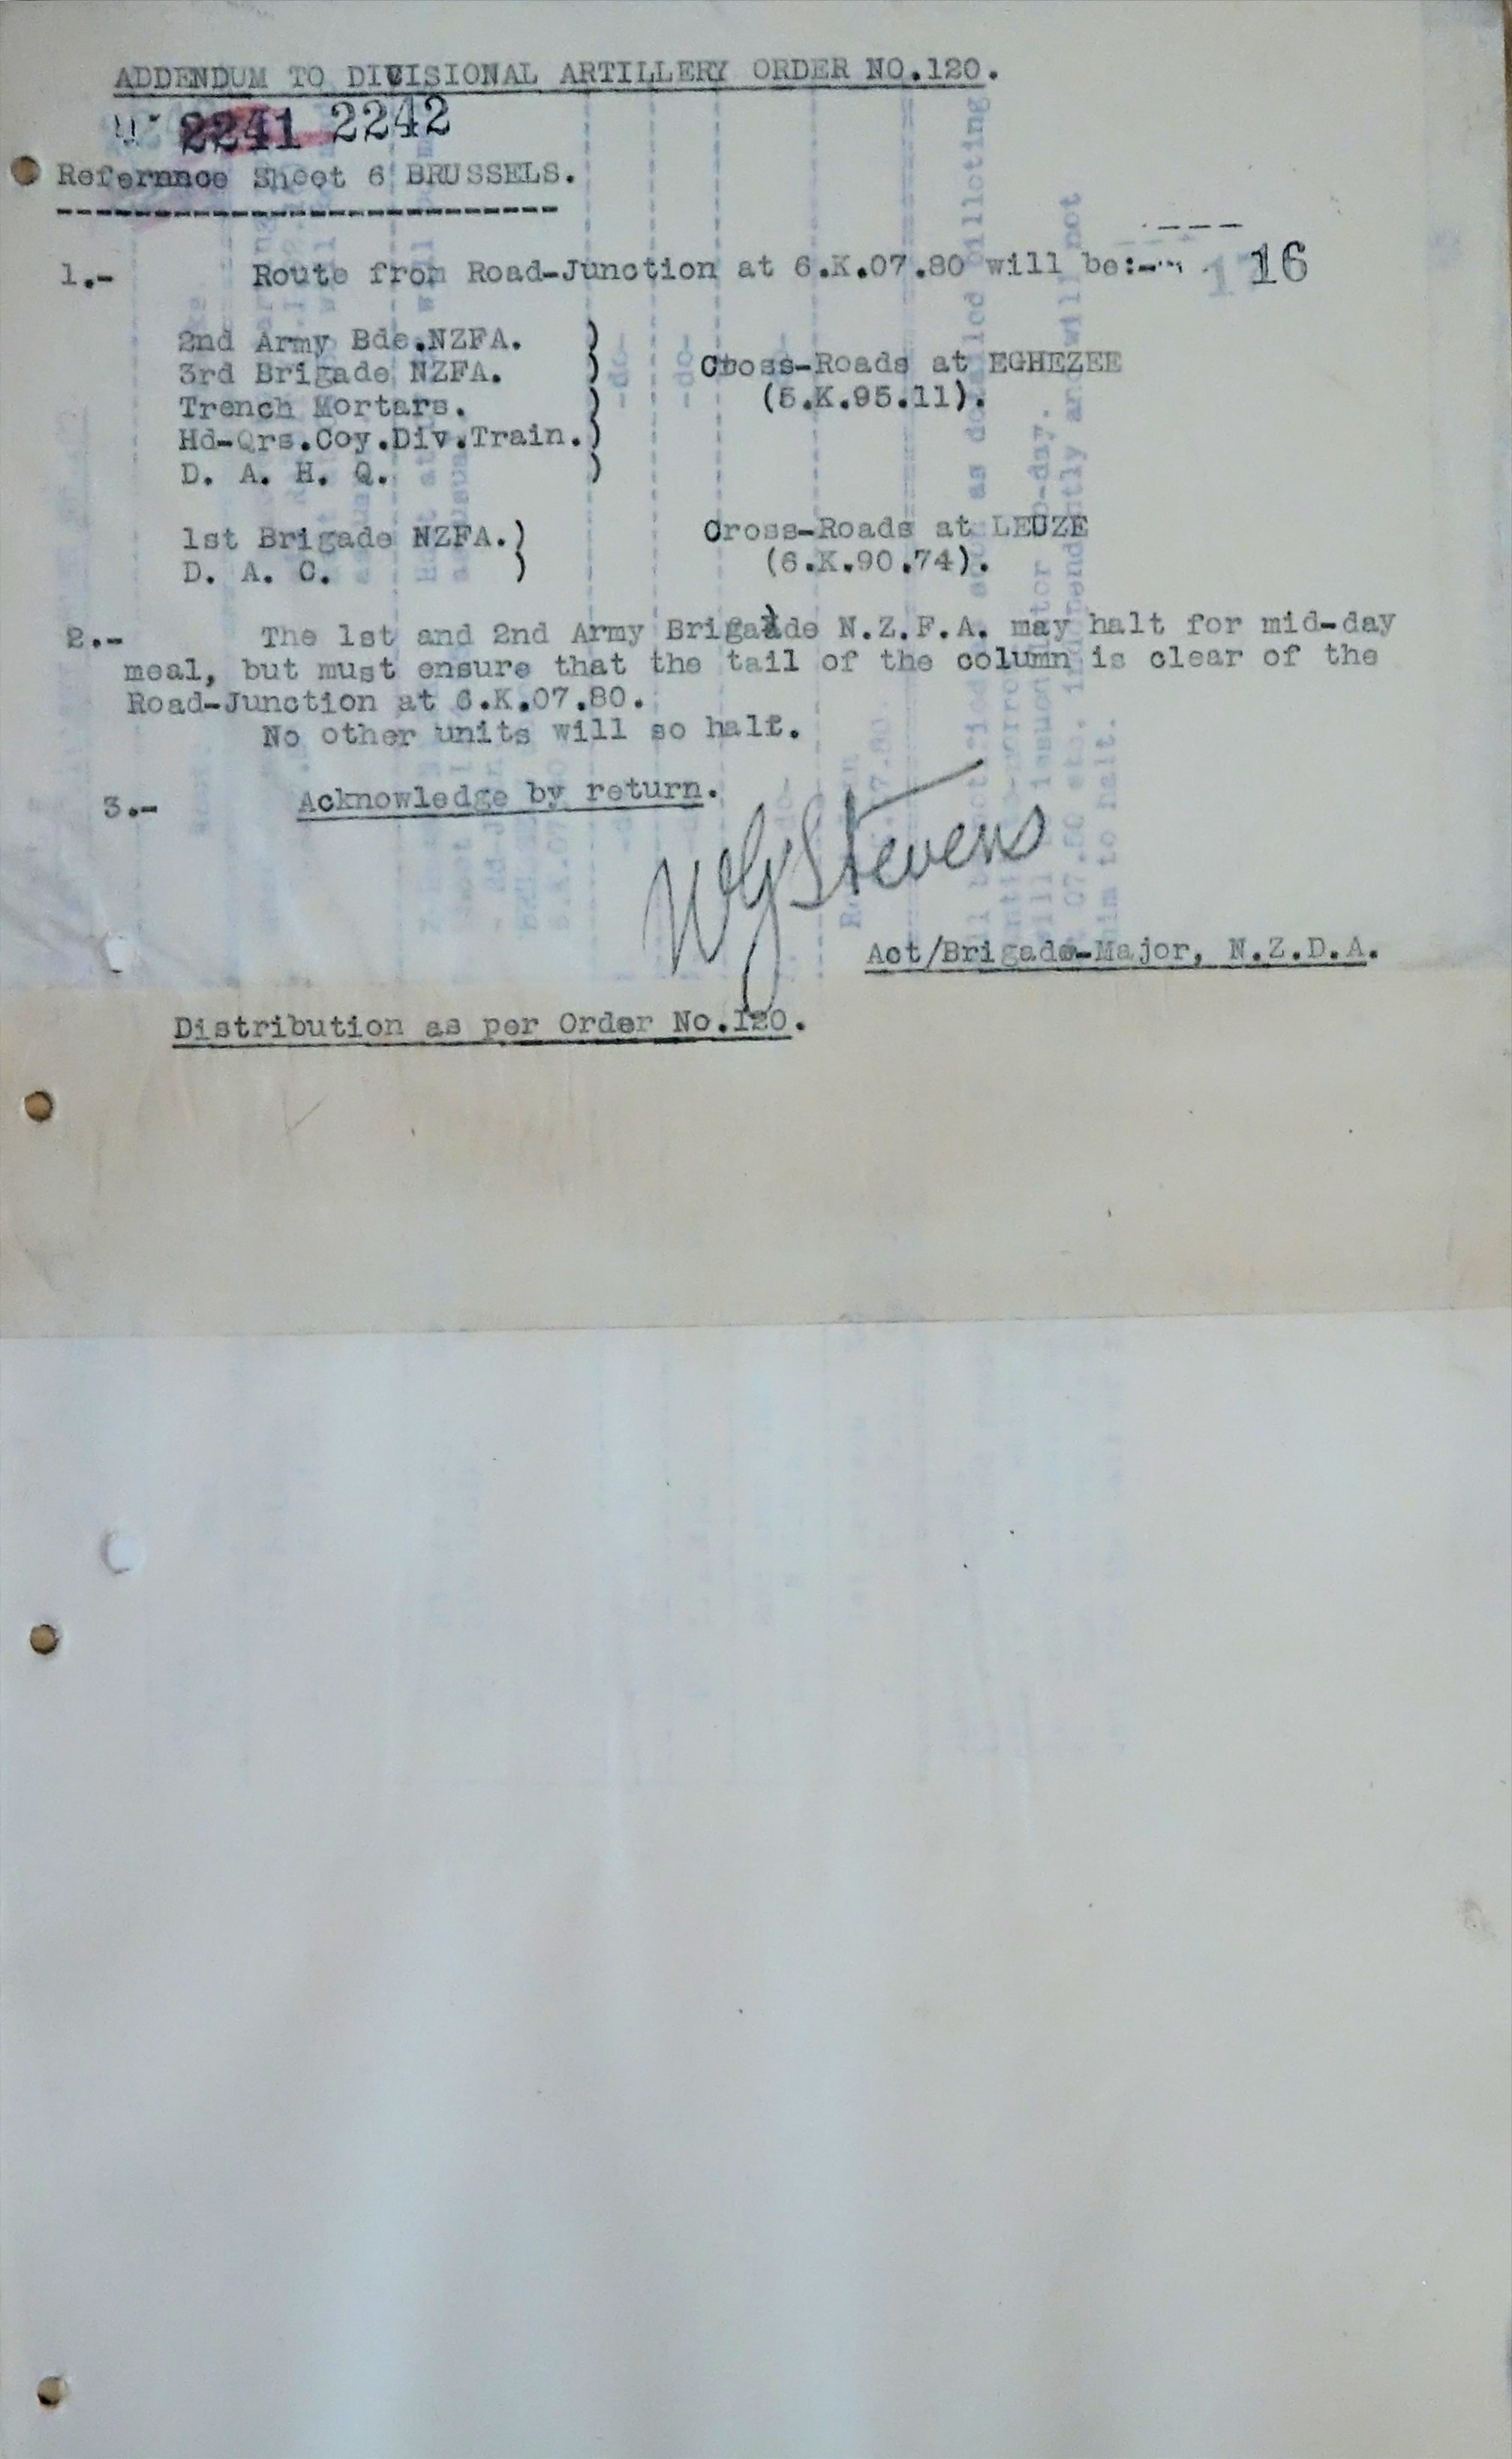 ADDENDUM TO DIVISIONAL ARTILLERY ORDER NO.120.
2241 2242
Refernnce Sheet 6 BRUSSELS.
1.- Route from Road-Junction at 6.K.07.80 will be:- 16
2nd Army Bde.NZFA. )
3rd Brigade NZFA. ) Cross-Roads at EGHEZEE
Trench Mortars. ) (6.K.95.11).
Hd-Qrs.Coy.Div.Train.)
D. A. H. Q. )
1st Brigade NZFA.) Cross-Roads at LEUZE
D. A. C. ) (6.K.90.74).
2.- The 1st and 2nd Army Brigade N.Z.F.A. may halt for mid-day
meal, but must ensure that the tail of the column is clear of the
Road-Junction at 6.K.07.80.
No other units will so halt.
3.- Acknowledge by return.
WGStevens
Act/Brigade-Major, N.Z.D.A.
Distribution as per Order No.120.